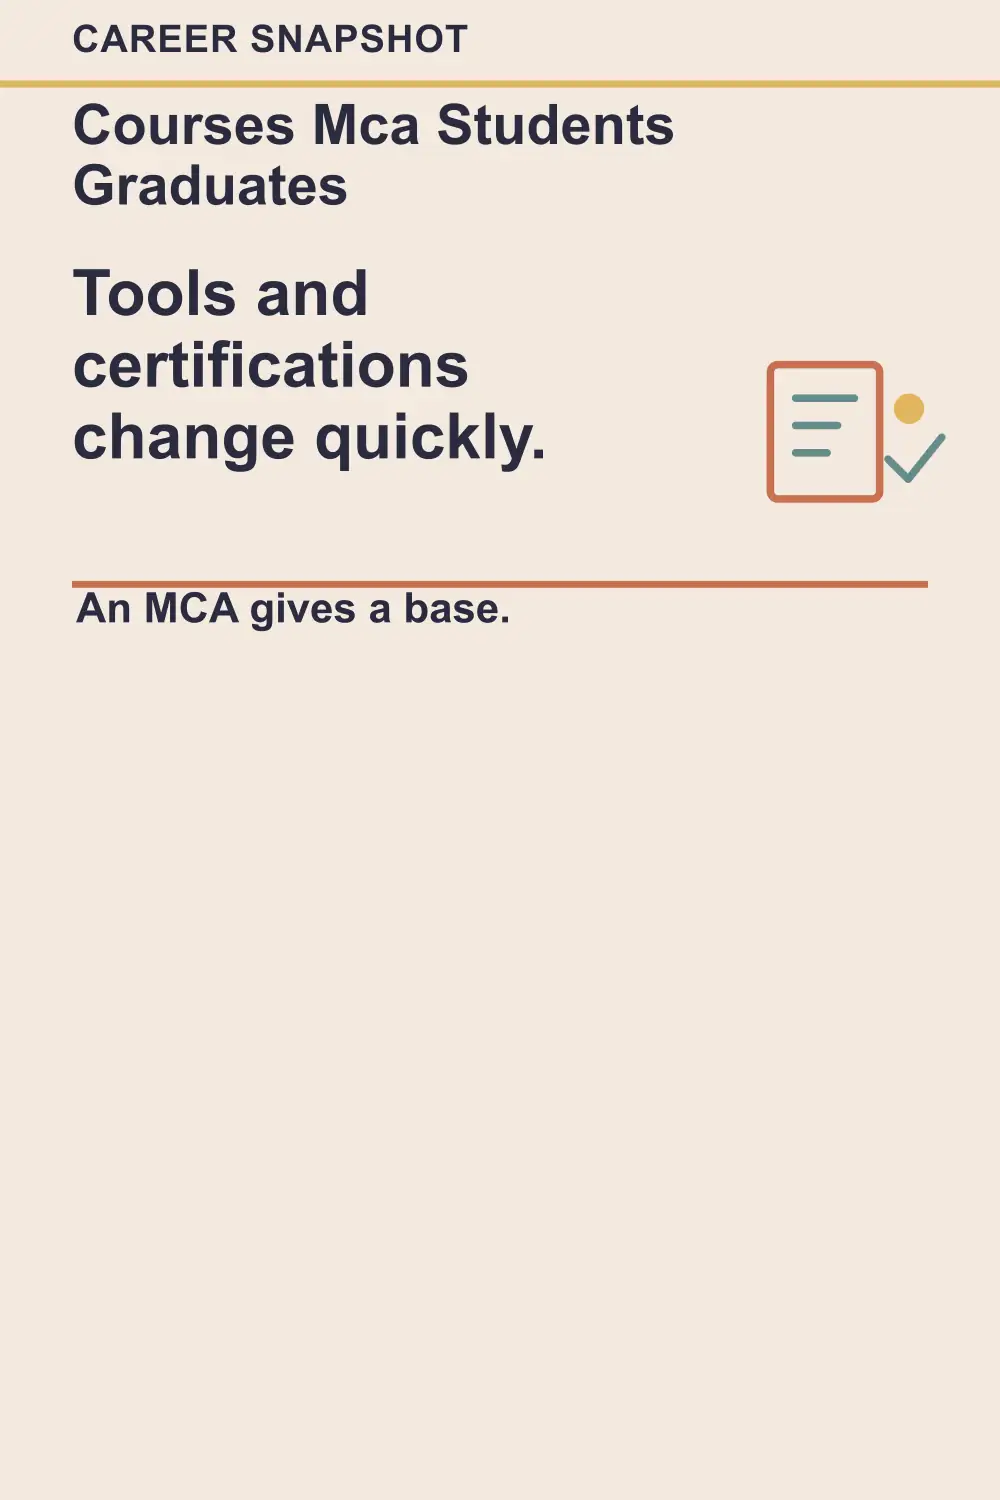 CAREER SNAPSHOT
Courses Mca Students
Graduates
Tools and
certifications
change quickly.
An MCA gives a base.